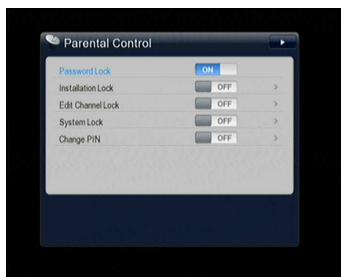 Parental Control
Password Lock ON
Installation Lock OFF
Edit Channel Lock OFF
System Lock OFF
Change PIN OFF